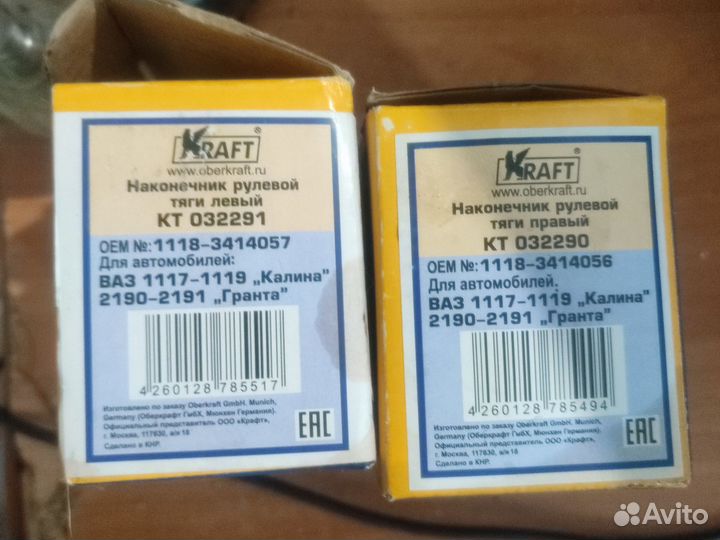 KRAFT®
www.oberkraft.ru
Наконечник рулевой
тяги левый
КТ 032291
ОЕМ №:1118-3414057
Для автомобилей:
ВАЗ 1117-1119 „Калина"
2190-2191 „Гранта"
4 260128 785517
Изготовлено по заказу Oberkraft GmbH. Munich,
Germany (Оберкрафт ГмбХ, Мюнхен Германия).
Официальный представитель ООО «Крафт»,
г. Москва, 117630, а/я 18
Сделано в КНР.
EAC
KRAFT®
www.oberkraft.ru
Наконечник рулевой
тяги правый
КТ 032290
ОЕМ №:1118-3414056
Для автомобилей.
ВАЗ 1117-1119 „Калина"
2190-2191 „Гранта"
4 260128 785494
Изготовлено по заказу Oberkraft GmbH. Munich,
Germany (Оберкрафт ГмбХ, Мюнхен Германия).
Официальный представитель ООО «Крафт»,
г. Москва, 117630, а/я 18
Сделано в КНР.
EAC
Avito